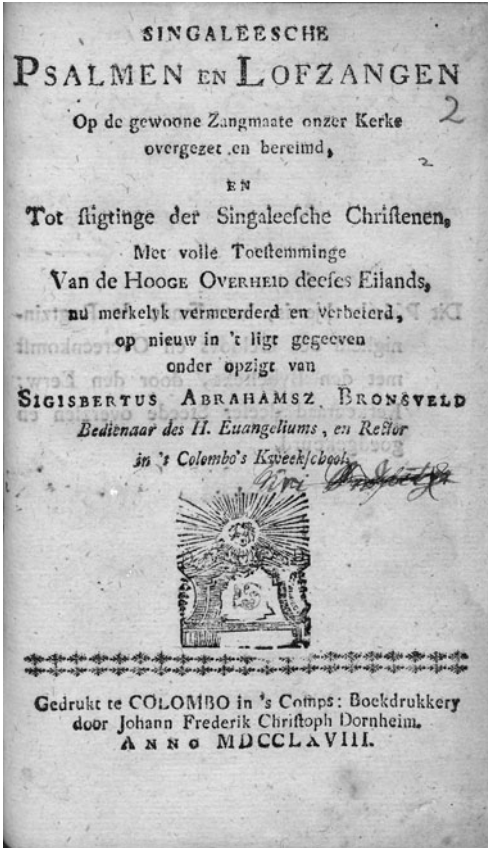 SINGALEESCHE
PSALMEN EN LOFZANGEN
Op de gewoone Zangmaate onzer Kerke
2
overgezet en bereimd,
2
EN
Tot ſtigtinge der Singaleeſche Chriſtenen,
Met volle Toeſtemminge
Van de HOOGE OVERHEID deeſes Eilands,
nu merkelyk vermeerderd en verbeterd,
op nieuw in 't ligt gegeeven
onder opzigt van
SIGISBERTUS ABRAHAMSZ BRONSVELD
Bedienaar des H. Euangeliums, en Rector
in 's Colombo's Kweekſchool,
Gedrukt te COLOMBO in 's Comps: Boekdrukkery
door Johann Frederik Chriſtoph Dornheim.
ANNO MDCCLXVIII.